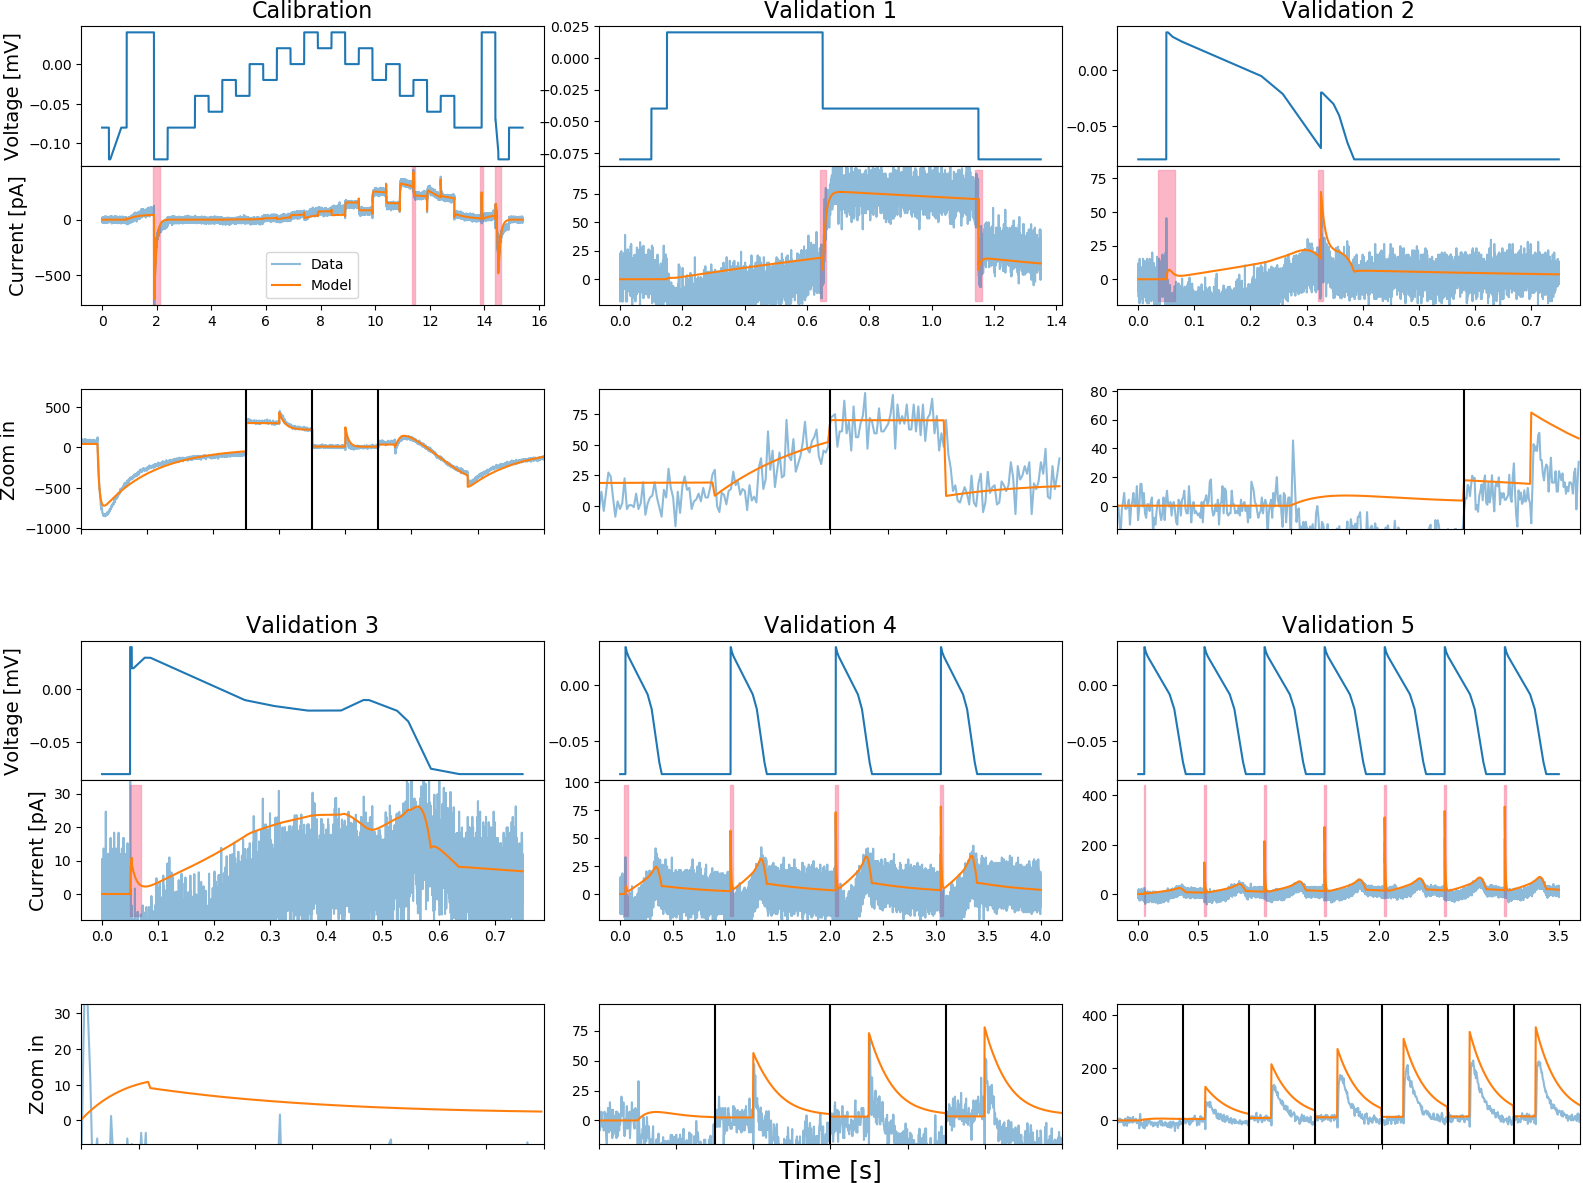 Calibration
Validation 1
Validation 2
Voltage [mV]
0.00
−0.05
−0.10
0.025
0.000
−0.025
−0.050
−0.075
0.00
−0.05
Current [pA]
0
−500
Data
Model
75
50
25
0
75
50
25
0
0 2 4 6 8 10 12 14 16
0.0 0.2 0.4 0.6 0.8 1.0 1.2 1.4
0.0 0.1 0.2 0.3 0.4 0.5 0.6 0.7
Zoom in
500
0
−500
−1000
75
50
25
0
80
60
40
20
0
Validation 3
Validation 4
Validation 5
Voltage [mV]
0.00
−0.05
0.00
−0.05
0.00
−0.05
Current [pA]
30
20
10
0
100
75
50
25
0
400
200
0
0.0 0.1 0.2 0.3 0.4 0.5 0.6 0.7
0.0 0.5 1.0 1.5 2.0 2.5 3.0 3.5 4.0
0.0 0.5 1.0 1.5 2.0 2.5 3.0 3.5
Zoom in
30
20
10
0
75
50
25
0
400
200
0
Time [s]